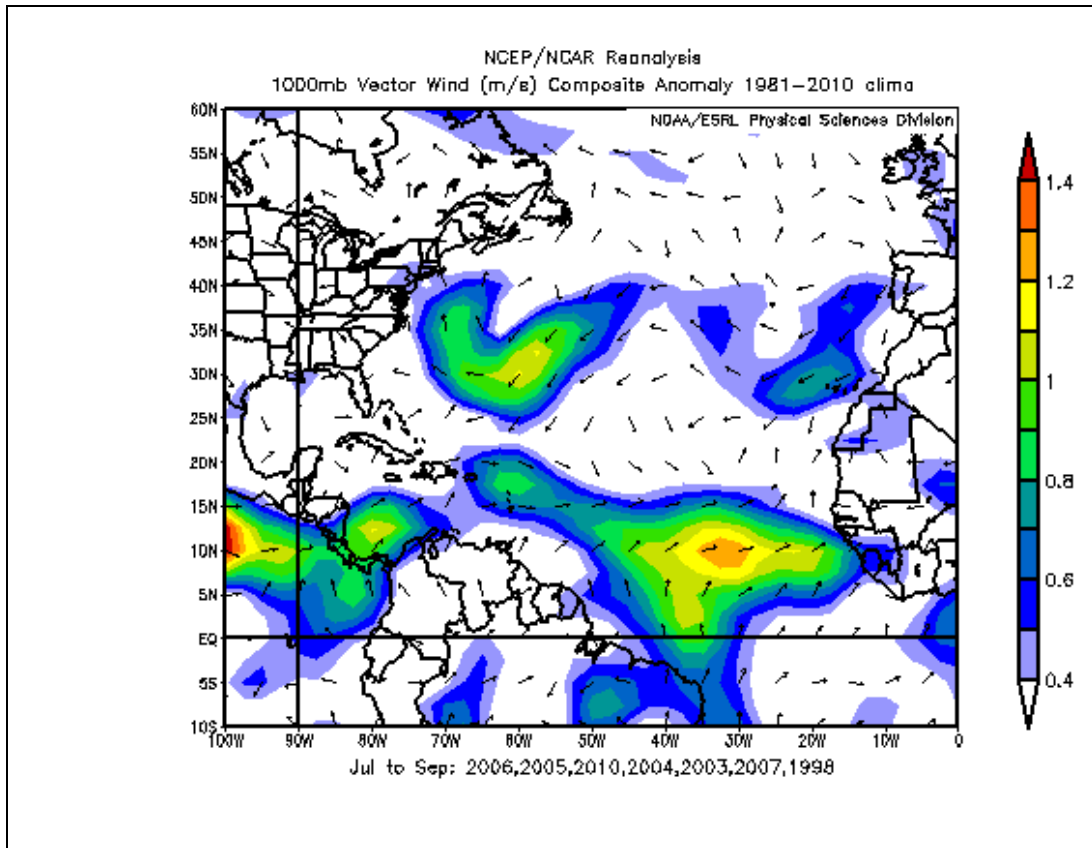 NCEP/NCAR Reanalysis
1000mb Vector Wind (m/s) Composite Anomaly 1981-2010 clima
NOAA/ESRL Physical Sciences Division
60N
55N
50N
45N
40N
35N
30N
25N
20N
15N
10N
5N
EQ
5S
10S
100W 90W 80W 70W 60W 50W 40W 30W 20W 10W 0
1.4
1.2
1
0.8
0.6
0.4
Jul to Sep: 2006,2005,2010,2004,2003,2007,1998